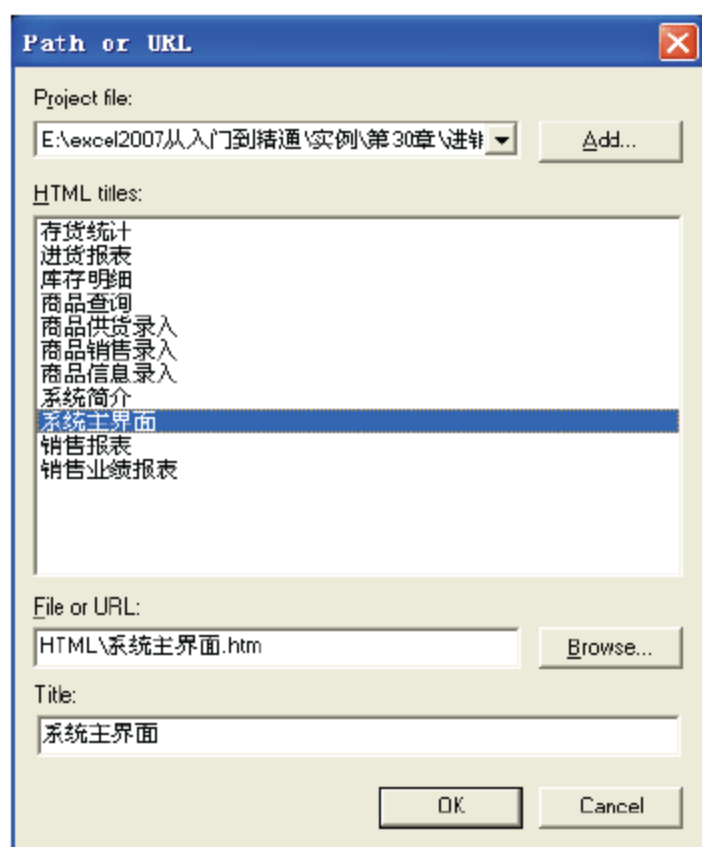 Path or URL
Project file:
E:\excel2007从入门到精通\实例\第30章\进销
Add...
HTML titles:
存货统计
进货报表
库存明细
商品查询
商品供货录入
商品销售录入
商品信息录入
系统简介
系统主界面
销售报表
销售业绩报表
File or URL:
HTML\系统主界面.htm
Browse...
Title:
系统主界面
OK
Cancel